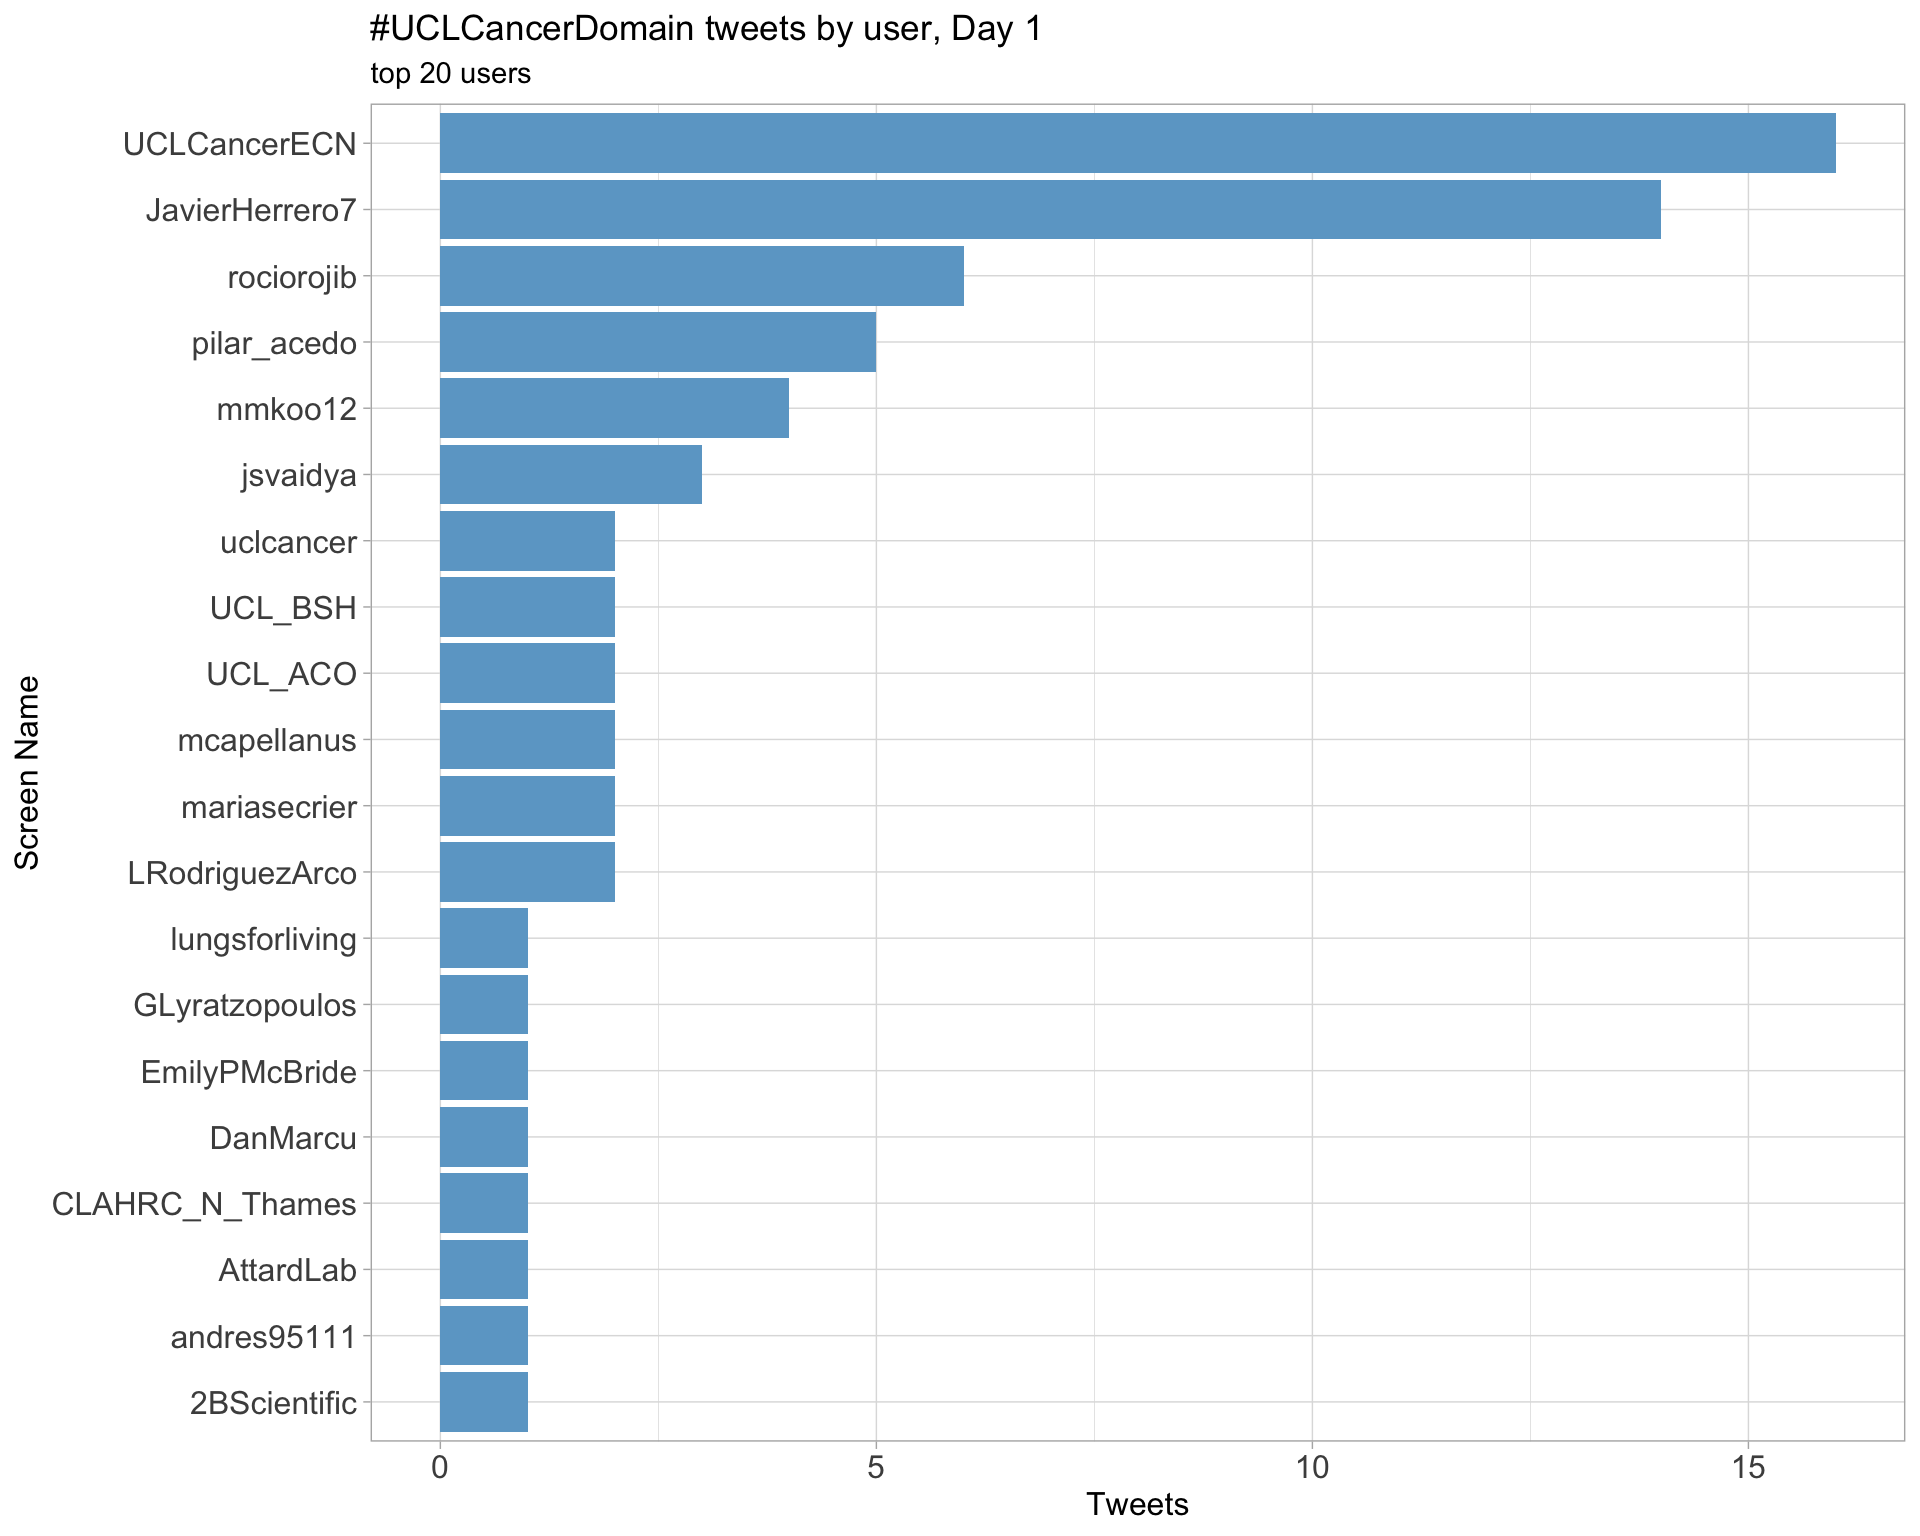 #UCLCancerDomain tweets by user, Day 1
top 20 users
Screen Name
UCLCancerECN
JavierHerrero7
rociorojib
pilar_acedo
mmkoo12
jsvaidya
uclcancer
UCL_BSH
UCL_ACO
mcapellanus
mariasecrier
LRodriguezArco
lungsforliving
GLyratzopoulos
EmilyPMcBride
DanMarcu
CLAHRC_N_Thames
AttardLab
andres95111
2BScientific
0 5 10 15
Tweets